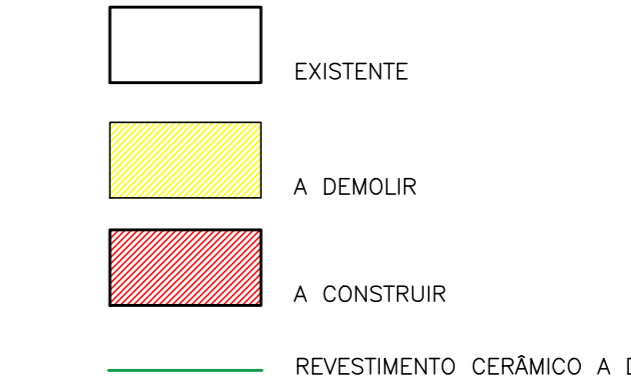 EXISTENTE
A DEMOLIR
A CONSTRUIR
REVESTIMENTO CERÂMICO A